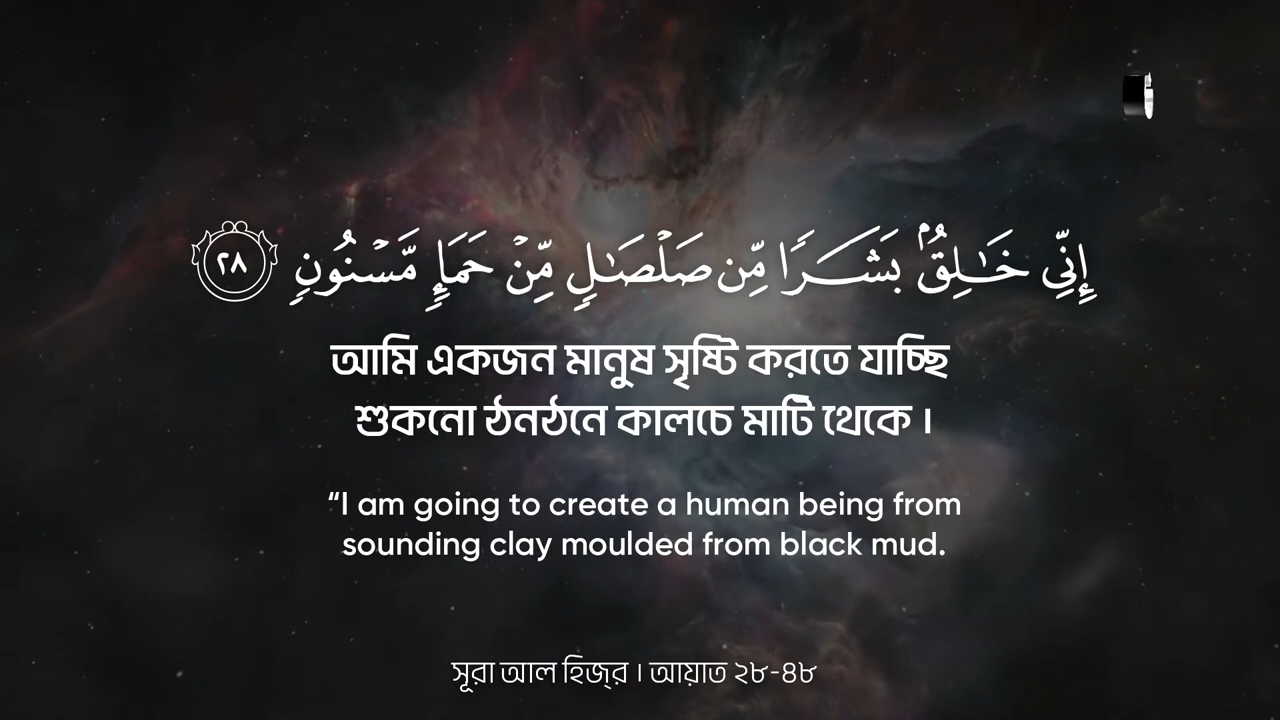 إِنِّي خَـٰلِقُۢ بَشَرًا مِّن صَلْصَـٰلٍ مِّنْ حَمَإٍ مَّسْنُونٍ ٢٨
আমি একজন মানুষ সৃষ্টি করতে যাচ্ছি
শুকনো ঠনঠনে কালচে মাটি থেকে ।
“I am going to create a human being from
sounding clay moulded from black mud.
সূরা আল হিজ্‌র । আয়াত ২৮-৪৮